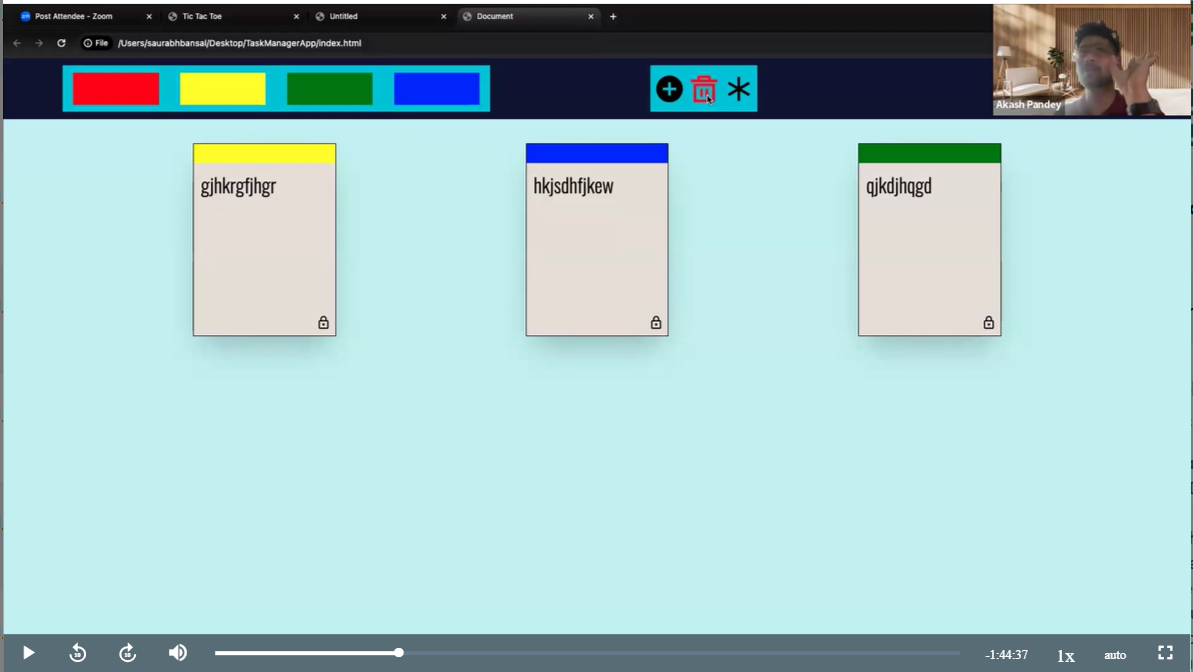 Post Attendee - Zoom
Tic Tac Toe
Untitled
Document
File /Users/saurabhbansal/Desktop/TaskManagerApp/index.html
Akash Pandey
gjhkrgfjhgr
hkjsdhfjkew
qjkdjhqgd
-1:44:37
1x
auto